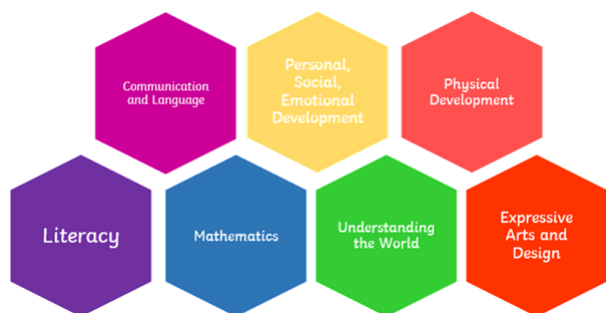 Communication
and Language
Personal,
Social,
Emotional
Development
Physical
Development
Literacy
Mathematics
Understanding
the World
Expressive
Arts and
Design